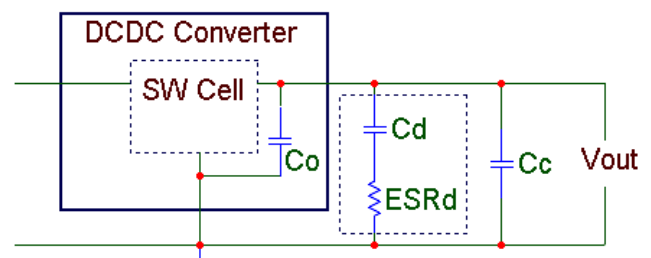 DCDC Converter
SW Cell
Co
Cd
ESRd
Cc
Vout